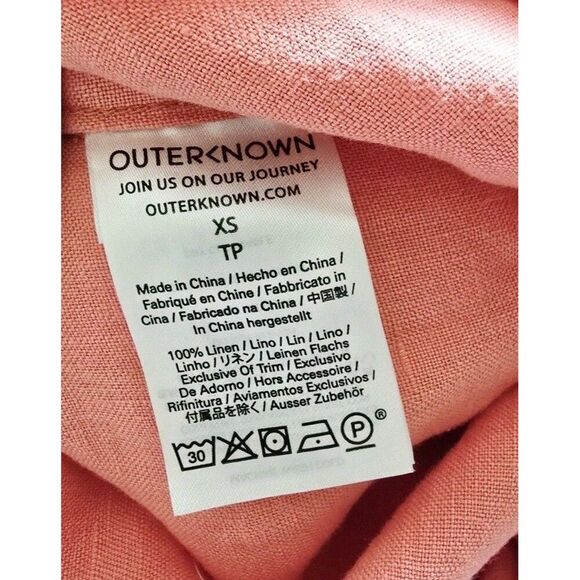 OUTERKNOWN
JOIN US ON OUR JOURNEY
OUTERKNOWN.COM
XS
TP
Made in China / Hecho en China /
Fabriqué en Chine / Fabbricato in
Cina / Fabricado na China / 中国製 /
In China hergestellt
100% Linen / Lino / Lin / Lino /
Linho / リネン / Leinen Flachs
Exclusive Of Trim / Exclusivo
De Adorno / Hors Accessoire /
Rifinitura / Aviamentos Exclusivos /
付属品を除く / Ausser Zubehör
30 P ®